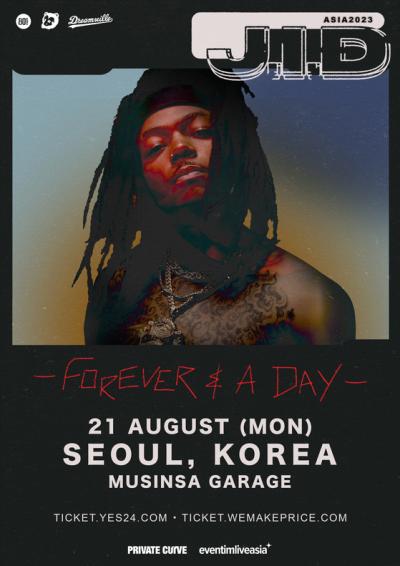 Dreamville
ASIA2023
J.I.D
- FOREVER & A DAY -
21 AUGUST (MON)
SEOUL, KOREA
MUSINSA GARAGE
TICKET.YES24.COM · TICKET.WEMAKEPRICE.COM
PRIVATE CURVE eventimliveasia